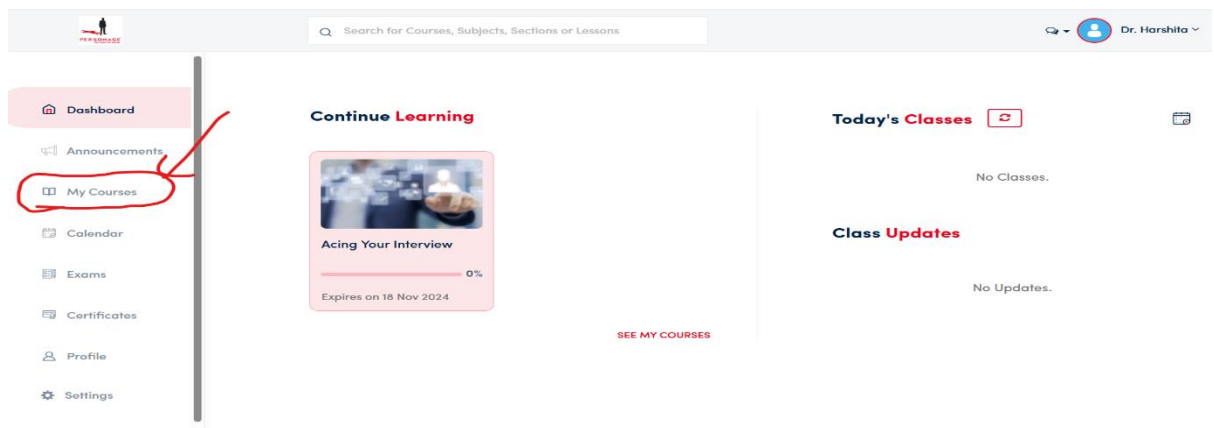 PERSONAGE
Search for Courses, Subjects, Sections or Lessons
Dr. Harshita
Dashboard
Announcements
My Courses
Calendar
Exams
Certificates
Profile
Settings
Continue Learning
Acing Your Interview
0%
Expires on 18 Nov 2024
SEE MY COURSES
Today's Classes
No Classes.
Class Updates
No Updates.